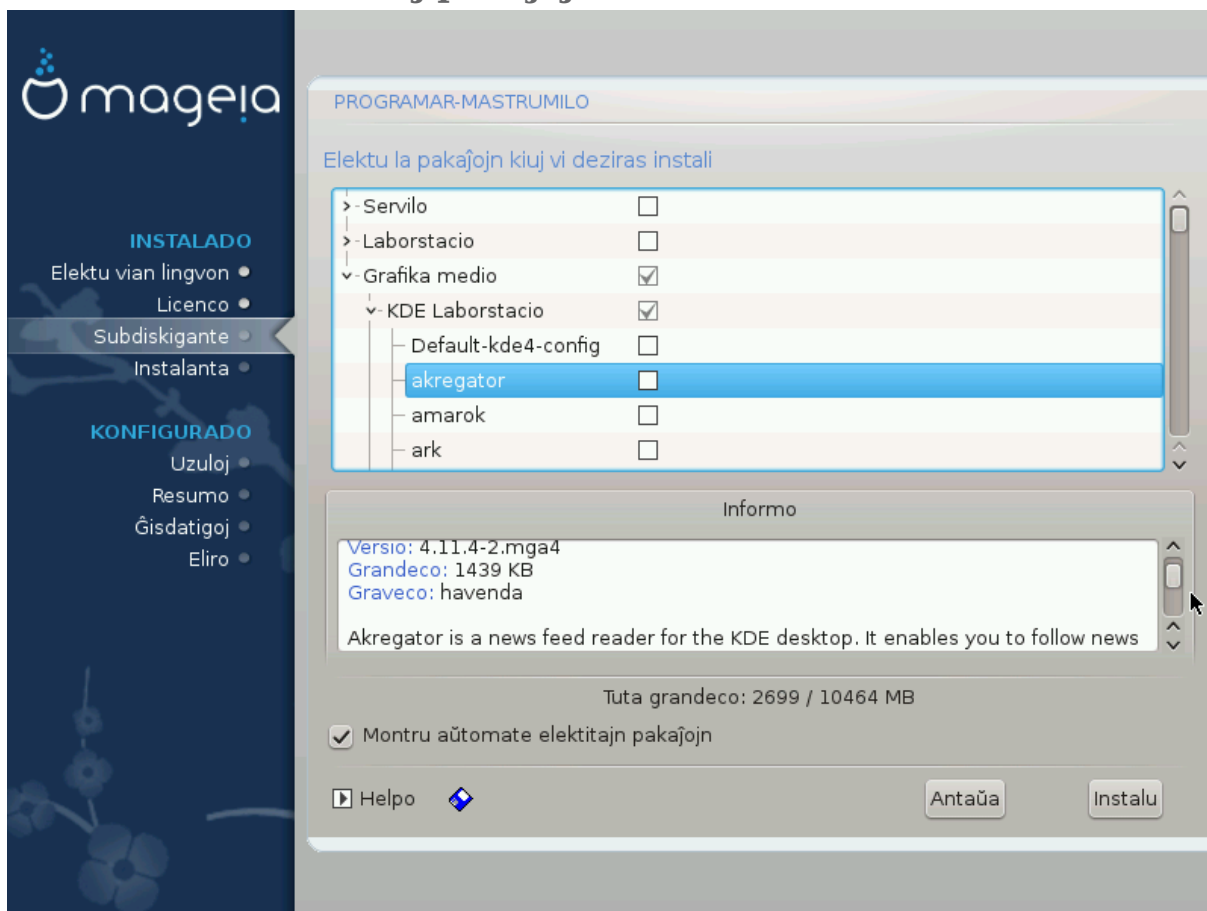 mageia
INSTALADO
Elektu vian lingvon
Licenco
Subdiskigante
Instalanta
KONFIGURADO
Uzuloj
Resumo
Ĝisdatigoj
Eliro
PROGRAMAR-MASTRUMILO
Elektu la pakaĵojn kiuj vi deziras instali
Servilo
Laborstacio
Grafika medio
KDE Laborstacio
Default-kde4-config
akregator
amarok
ark
Informo
Versio: 4.11.4-2.mga4
Grandeco: 1439 KB
Graveco: havenda
Akregator is a news feed reader for the KDE desktop. It enables you to follow news
Tuta grandeco: 2699 / 10464 MB
Montru aŭtomate elektitajn pakaĵojn
Helpo
Antaŭa
Instalu